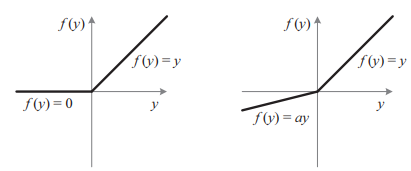 f(y)
f(y) = y
f(y) = 0
y
f(y)
f(y) = y
f(y) = ay
y